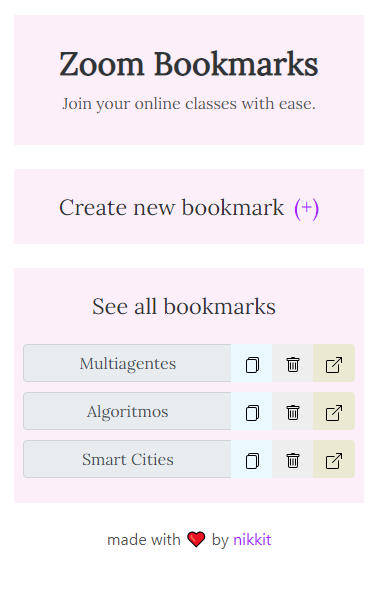 Zoom Bookmarks
Join your online classes with ease.
Create new bookmark (+)
See all bookmarks
Multiagentes
Algoritmos
Smart Cities
made with ❤️ by nikkit